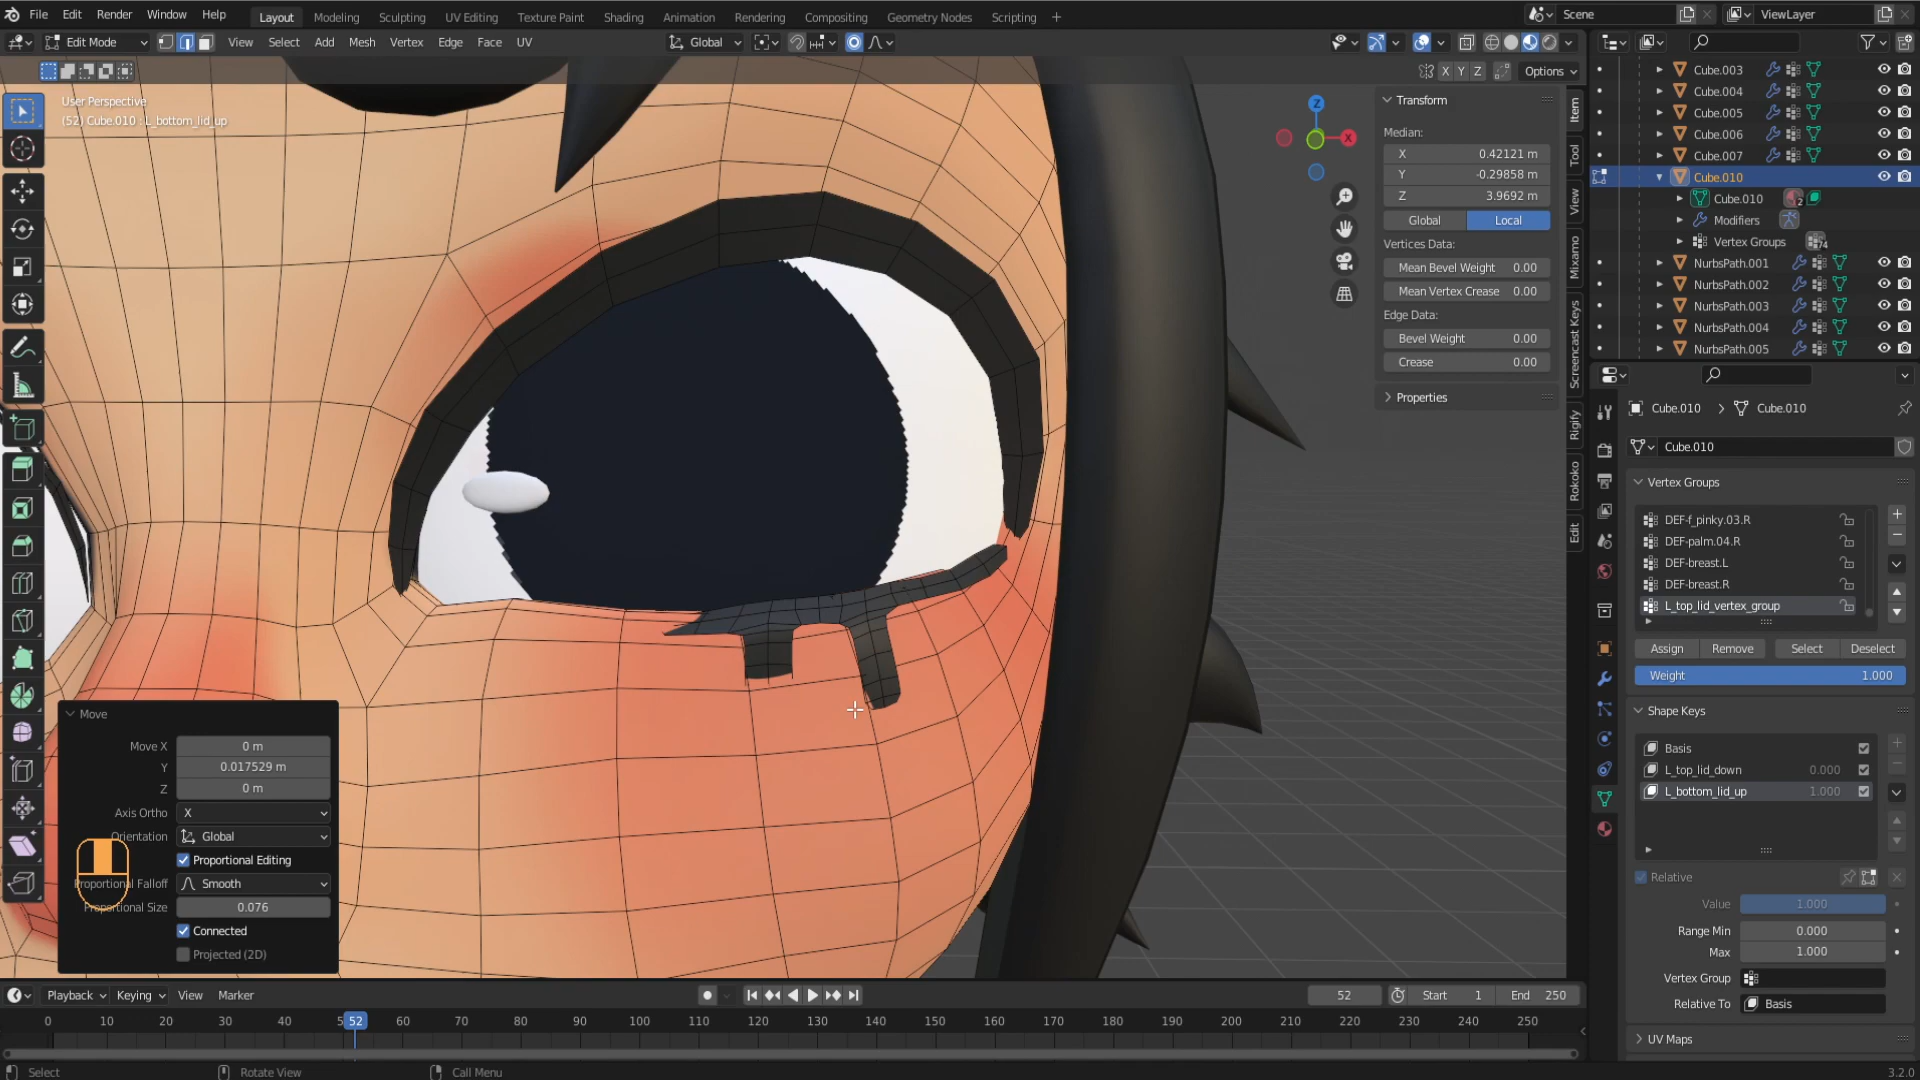 File Edit Render Window Help Layout Modeling Sculpting UV Editing Texture Paint Shading Animation Rendering Compositing Geometry Nodes Scripting + Scene ViewLayer
Edit Mode View Select Add Mesh Vertex Edge Face UV Global
X Y Z Options
User Perspective
(52) Cube.010 : L_bottom_lid_up
Z
X
Transform
Median:
X 0.42121 m
Y -0.29858 m
Z 3.9692 m
Global Local
Vertices Data:
Mean Bevel Weight 0.00
Mean Vertex Crease 0.00
Edge Data:
Bevel Weight 0.00
Crease 0.00
Properties
Item
Tool
View
Mixamo
Screencast Keys
Rigify
Rokoko
Edit
Cube.003
Cube.004
Cube.005
Cube.006
Cube.007
Cube.010
Cube.010 2
Modifiers
Vertex Groups 74
NurbsPath.001
NurbsPath.002
NurbsPath.003
NurbsPath.004
NurbsPath.005
Cube.010 Cube.010
Cube.010
Vertex Groups
DEF-f_pinky.03.R
DEF-palm.04.R
DEF-breast.L
DEF-breast.R
L_top_lid_vertex_group
Assign Remove Select Deselect
Weight 1.000
Shape Keys
Basis
L_top_lid_down 0.000
L_bottom_lid_up 1.000
Relative
Value 1.000
Range Min 0.000
Max 1.000
Vertex Group
Relative To Basis
UV Maps
Move
Move X 0 m
Y 0.017529 m
Z 0 m
Axis Ortho X
Orientation Global
Proportional Editing
Proportional Falloff Smooth
Proportional Size 0.076
Connected
Projected (2D)
Playback Keying View Marker 52 Start 1 End 250
0 10 20 30 40 5 52 60 70 80 90 100 110 120 130 140 150 160 170 180 190 200 210 220 230 240 250
Select Rotate View Call Menu 3.2.0